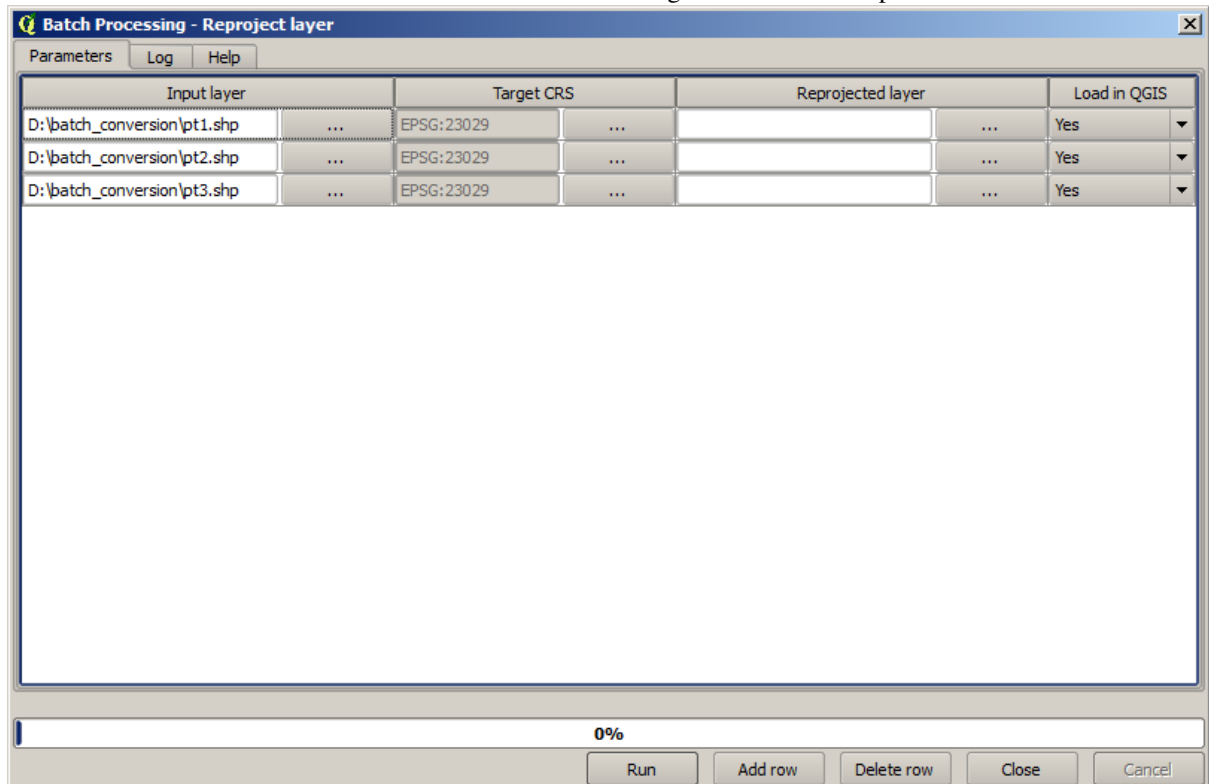 Batch Processing - Reproject layer
Parameters Log Help
Input layer Target CRS Reprojected layer Load in QGIS
D:\batch_conversion\pt1.shp ... EPSG:23029 ... ... Yes
D:\batch_conversion\pt2.shp ... EPSG:23029 ... ... Yes
D:\batch_conversion\pt3.shp ... EPSG:23029 ... ... Yes
0%
Run Add row Delete row Close Cancel